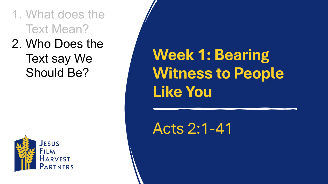 1. What does the
Text Mean?
2. Who Does the
Text say We
Should Be?
Week 1: Bearing
Witness to People
Like You
Acts 2:1-41
JESUS
FILM
HARVEST
PARTNERS